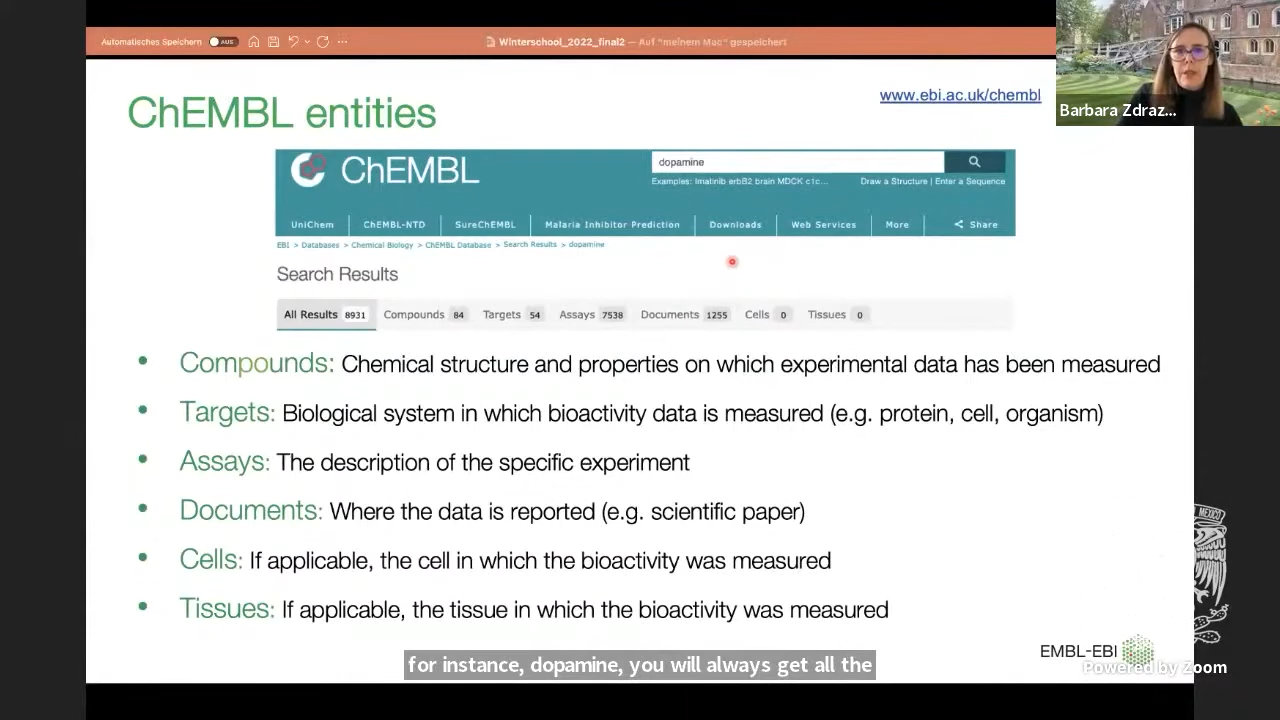 Automatisches Speichern AUS
Winterschool_2022_final2 — Auf "meinem Mac" gespeichert
Barbara Zdraz...
www.ebi.ac.uk/chembl
ChEMBL entities
ChEMBL
dopamine
Examples: Imatinib erbB2 brain MDCK c1c...
Draw a Structure | Enter a Sequence
UniChem ChEMBL-NTD SureChEMBL Malaria Inhibitor Prediction Downloads Web Services More Share
EBI > Databases > Chemical Biology > ChEMBL Database > Search Results > dopamine
Search Results
All Results 8931 Compounds 84 Targets 54 Assays 7538 Documents 1255 Cells 0 Tissues 0
• Compounds: Chemical structure and properties on which experimental data has been measured
• Targets: Biological system in which bioactivity data is measured (e.g. protein, cell, organism)
• Assays: The description of the specific experiment
• Documents: Where the data is reported (e.g. scientific paper)
• Cells: If applicable, the cell in which the bioactivity was measured
• Tissues: If applicable, the tissue in which the bioactivity was measured
EMBL-EBI
for instance, dopamine, you will always get all the
Powered by Zoom